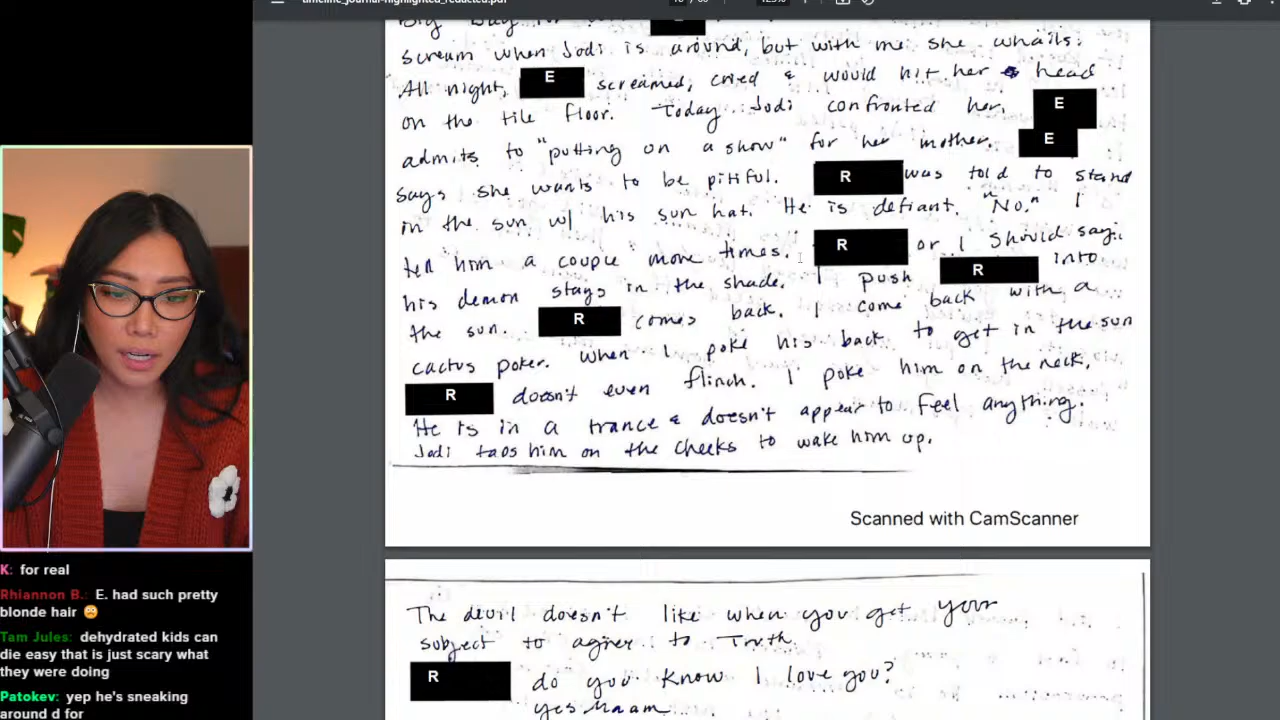 timeline_journal-highlighted_redacted.pdf
Big Day for
scream when Jodi is around, but with me she whails.
All night, E screamed, cried & would hit her head
on the tile floor. Today Jodi confronted her. E
admits to "putting on a show" for her mother. E
says she wants to be pitiful. R was told to stand
in the sun w/ his sun hat. He is defiant. "No." I
tell him a couple more times. R or I should say,
his demon stays in the shade. I push R into
the sun. R comes back. I come back with a
cactus poker. When I poke his back to get in the sun
R doesn't even flinch. I poke him on the neck.
He is in a trance & doesn't appear to feel anything.
Jodi taps him on the cheeks to wake him up.
Scanned with CamScanner
The devil doesn't like when you get your
subject to agree to Truth.
R do you know I love you?
yes maam
K: for real
Rhiannon B.: E. had such pretty
blonde hair
Tam Jules: dehydrated kids can
die easy that is just scary what
they were doing
Patokev: yep he's sneaking
around d for